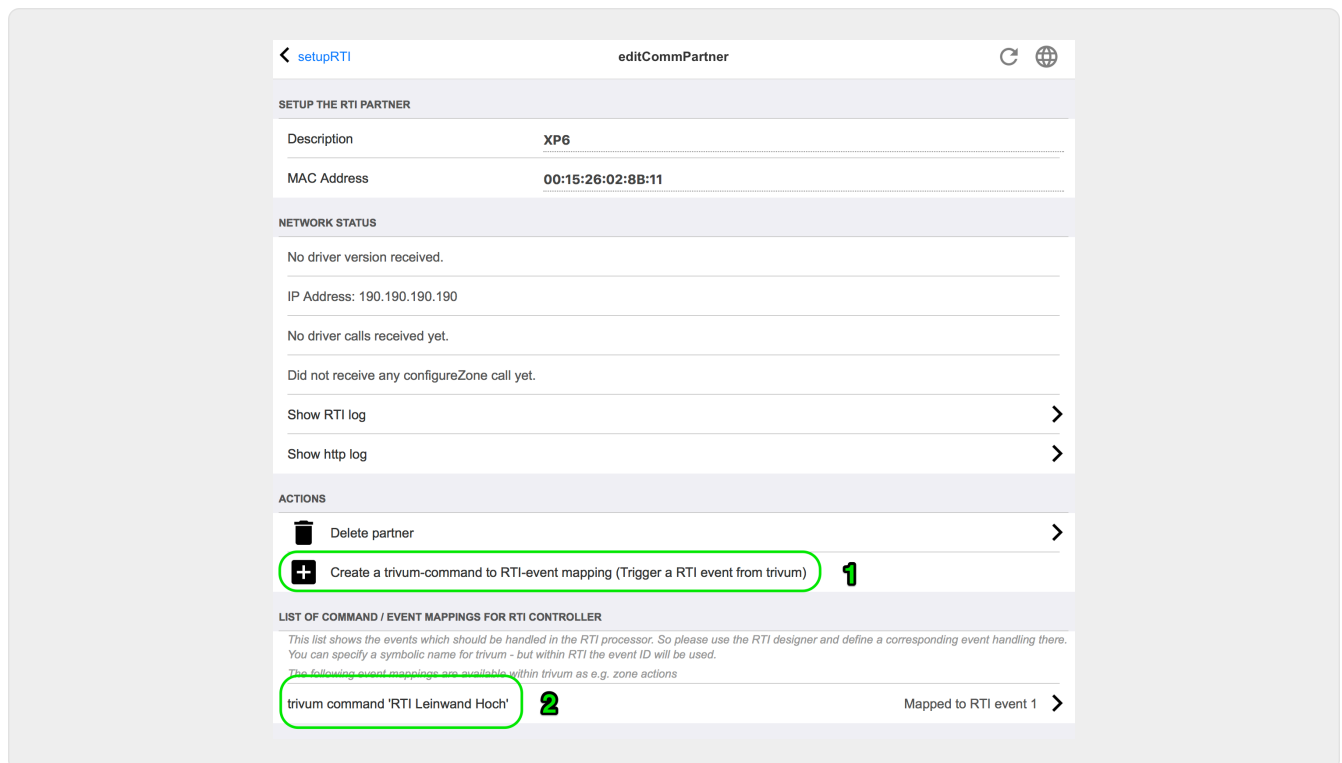 setupRTI
editCommPartner
SETUP THE RTI PARTNER
Description
XP6
MAC Address
00:15:26:02:8B:11
NETWORK STATUS
No driver version received.
IP Address: 190.190.190.190
No driver calls received yet.
Did not receive any configureZone call yet.
Show RTI log
Show http log
ACTIONS
Delete partner
Create a trivum-command to RTI-event mapping (Trigger a RTI event from trivum)
1
LIST OF COMMAND / EVENT MAPPINGS FOR RTI CONTROLLER
This list shows the events which should be handled in the RTI processor. So please use the RTI designer and define a corresponding event handling there.
You can specify a symbolic name for trivum - but within RTI the event ID will be used.
The following event mappings are available within trivum as e.g. zone actions
trivum command 'RTI Leinwand Hoch'
2
Mapped to RTI event 1